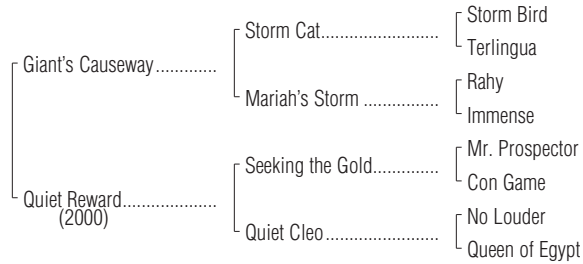 Storm Bird
Storm Cat......................
Terlingua
Giant's Causeway.............
Rahy
Mariah's Storm ................
Immense
Mr. Prospector
Seeking the Gold..............
Con Game
Quiet Reward....................
(2000)
No Louder
Quiet Cleo ........................
Queen of Egypt